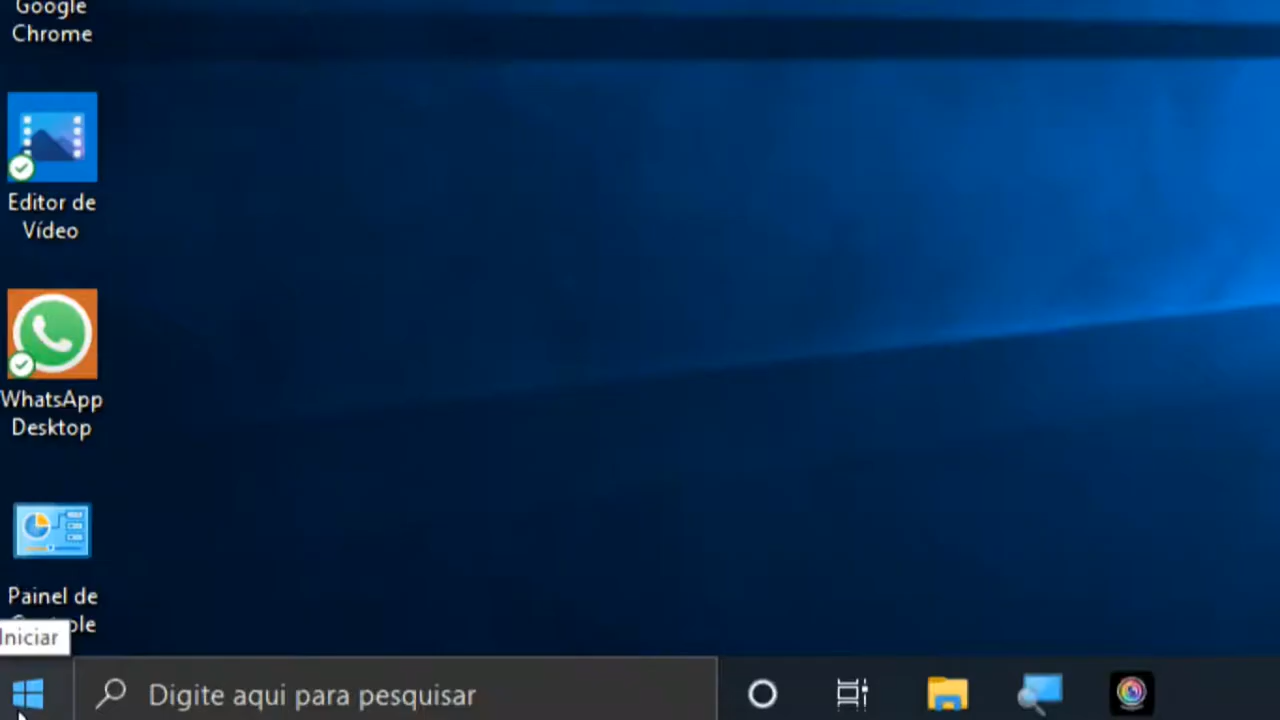 Google
Chrome
Editor de
Vídeo
WhatsApp
Desktop
Painel de
Iniciar
Digite aqui para pesquisar